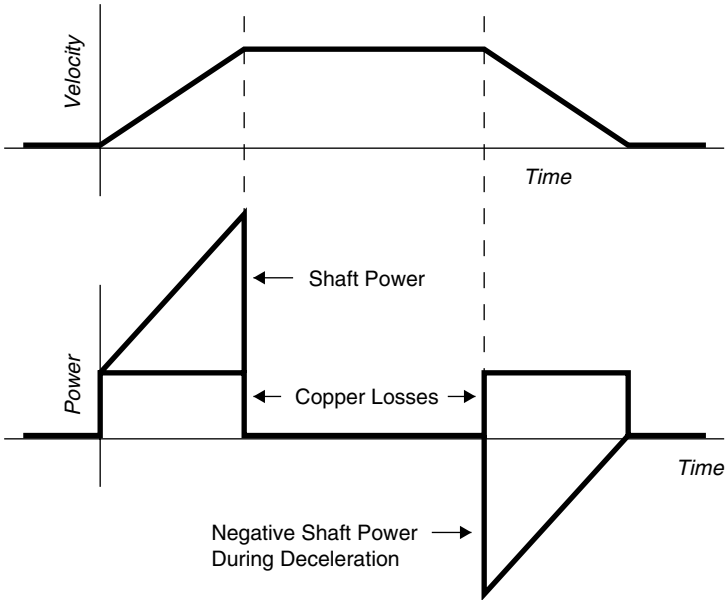 Velocity
Time
Shaft Power
Power
Copper Losses
Time
Negative Shaft Power
During Deceleration